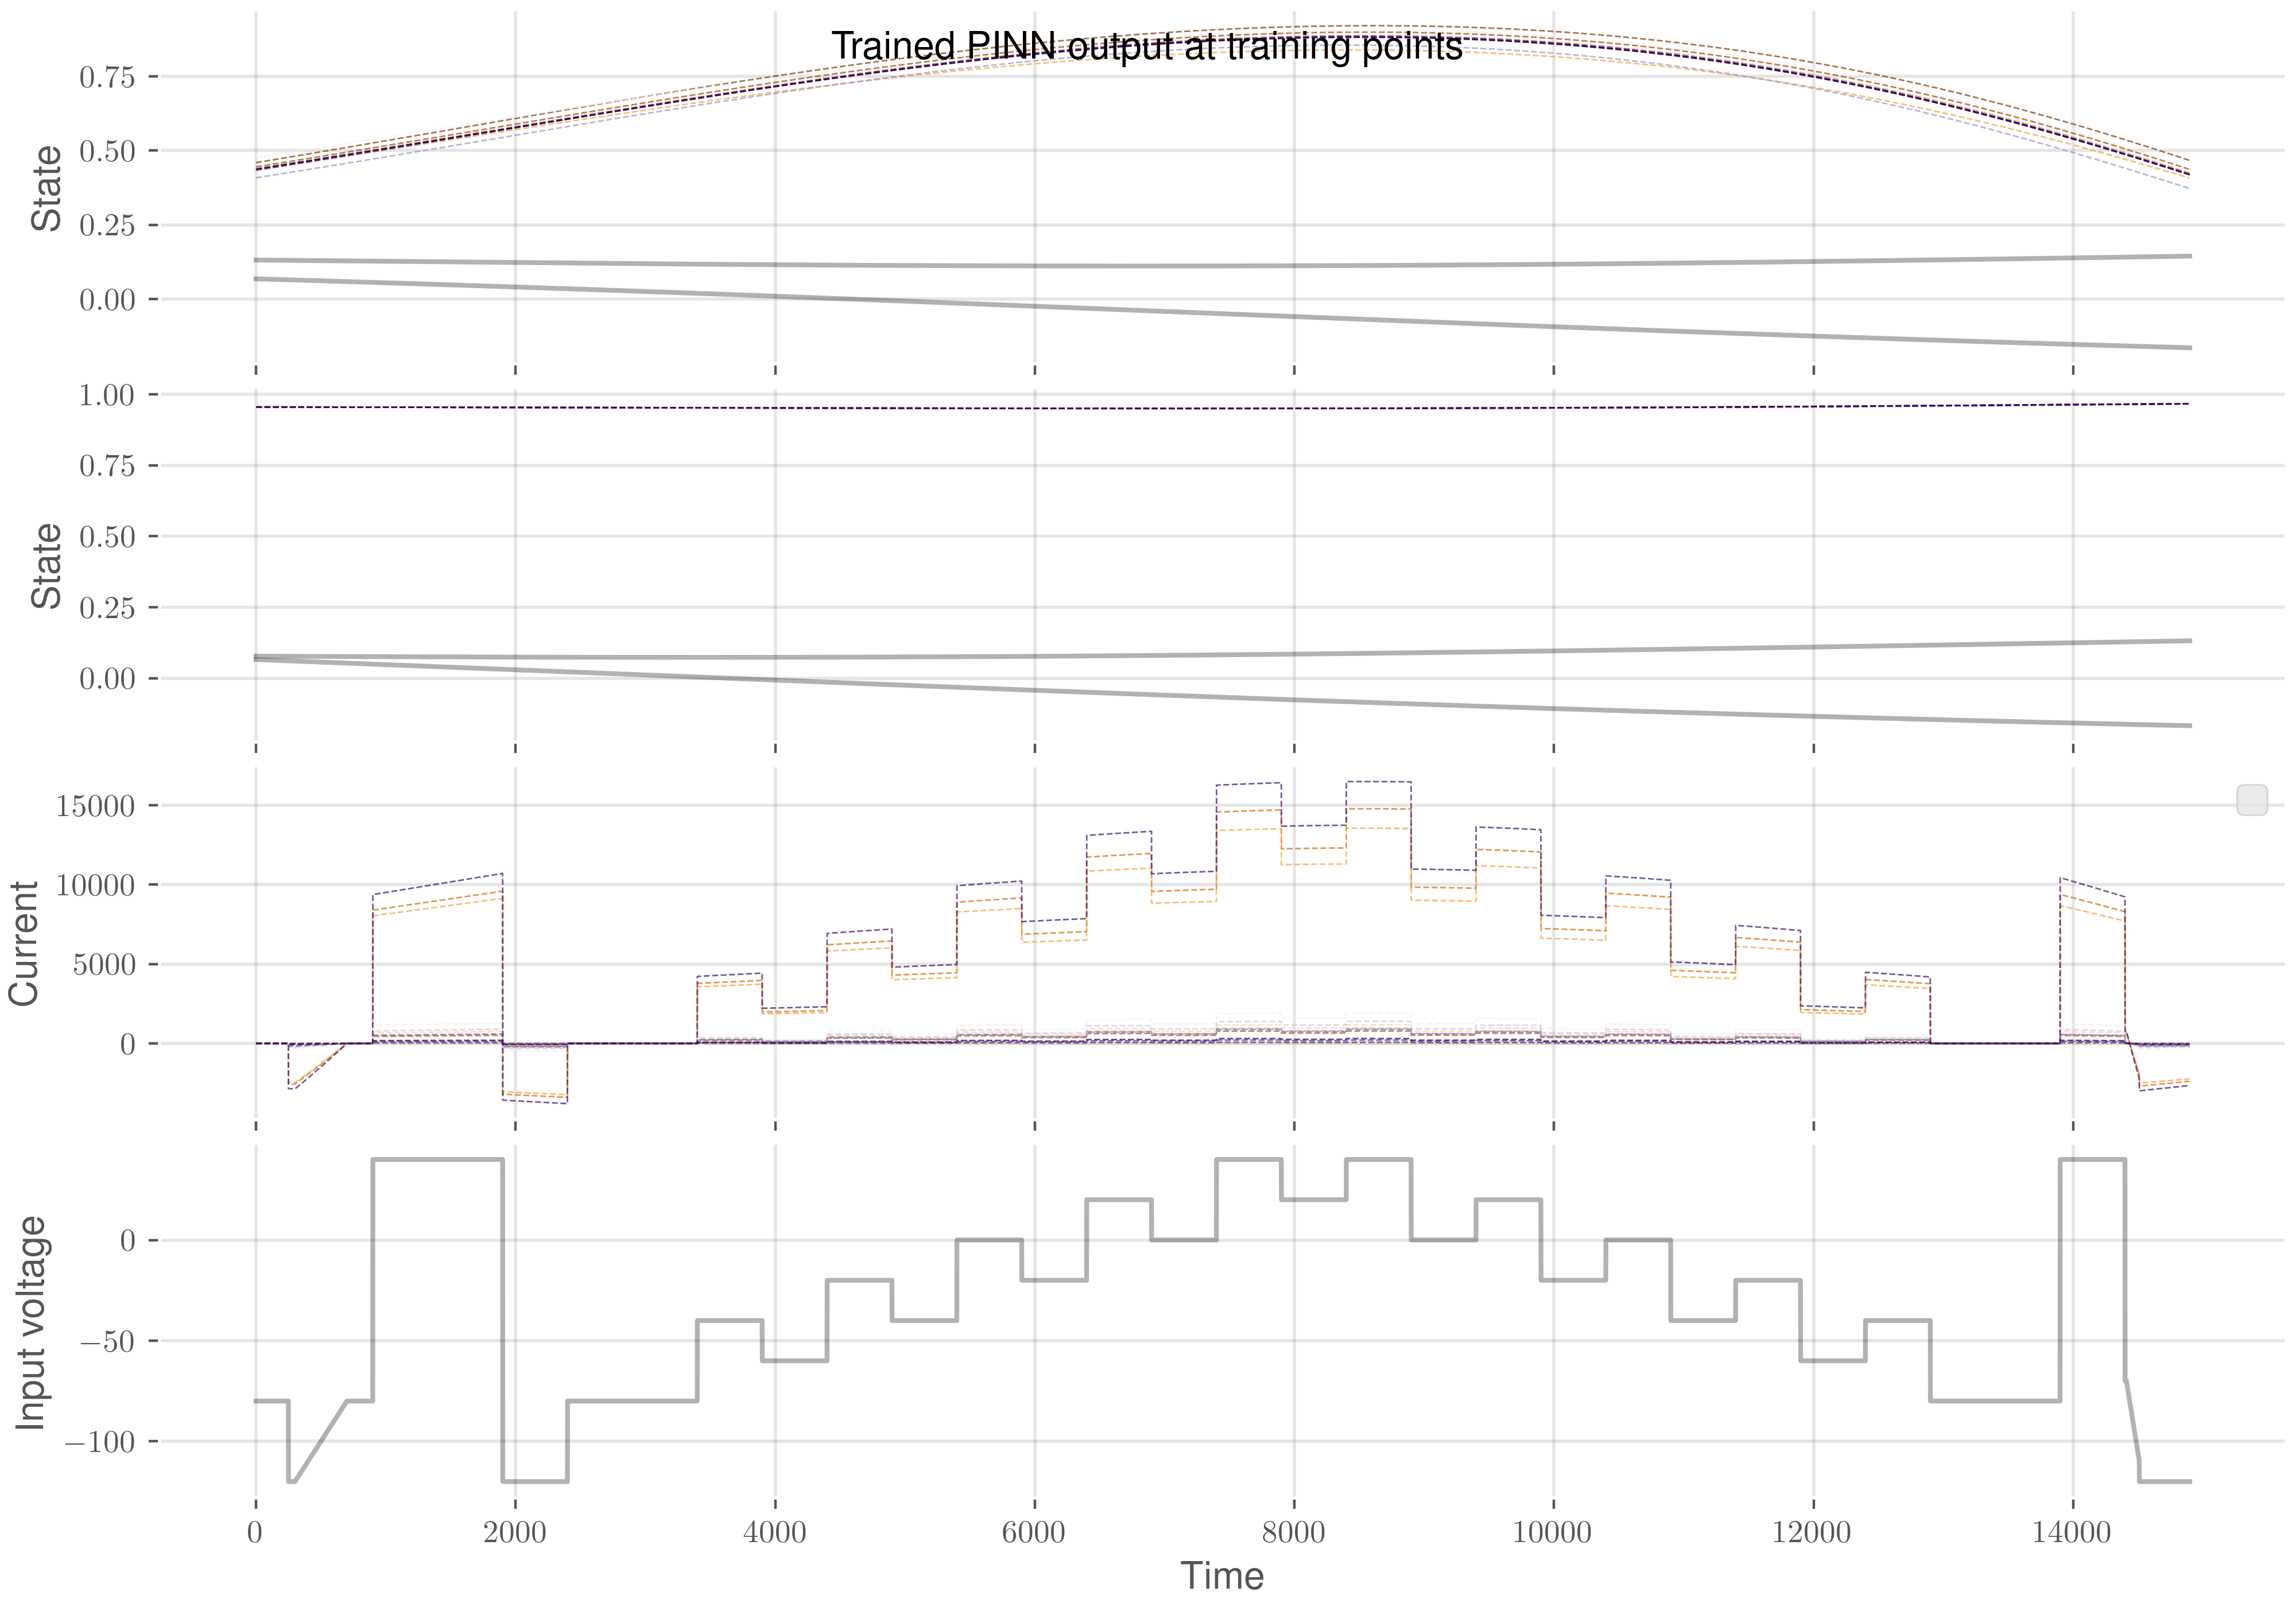 Trained PINN output at training points
State
0.75
0.50
0.25
0.00
State
1.00
0.75
0.50
0.25
0.00
Current
15000
10000
5000
0
Input voltage
0
−50
−100
0 2000 4000 6000 8000 10000 12000 14000
Time